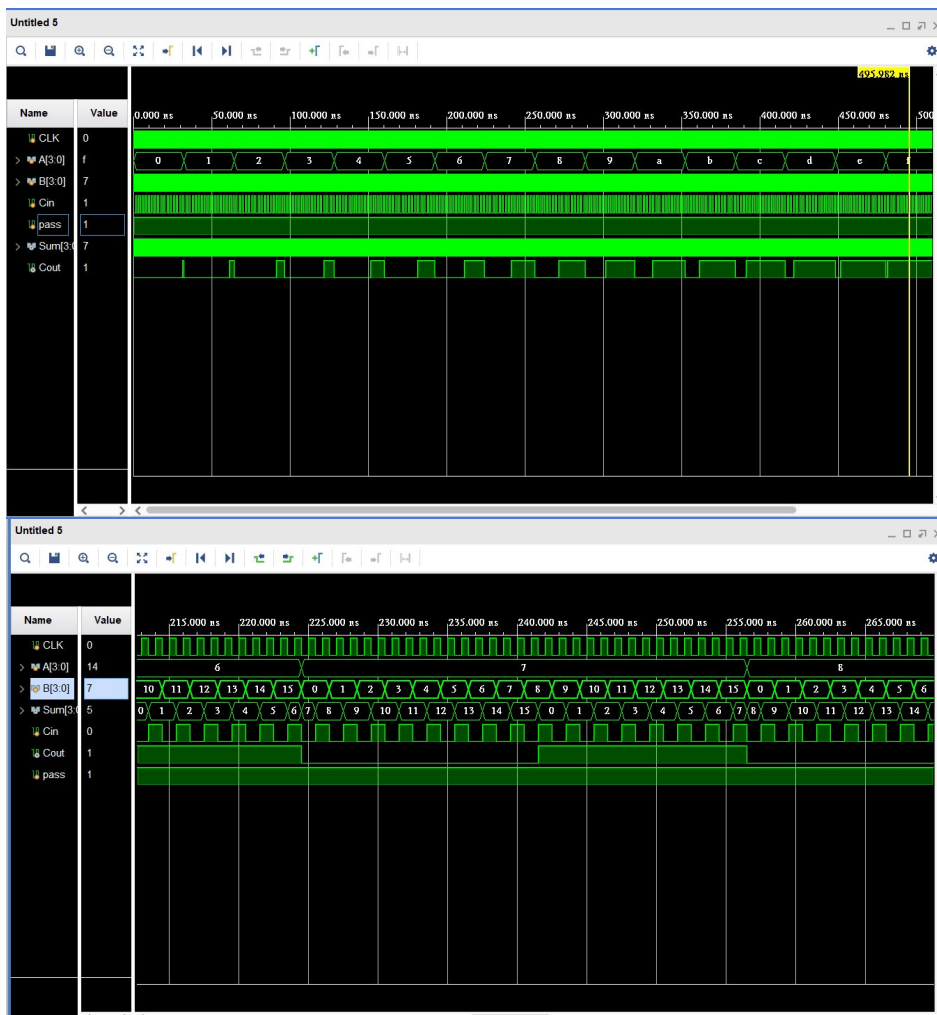 Untitled 5
495.982 ns
Name Value
0.000 ns 50.000 ns 100.000 ns 150.000 ns 200.000 ns 250.000 ns 300.000 ns 350.000 ns 400.000 ns 450.000 ns 500
CLK 0
A[3:0] f 0 1 2 3 4 5 6 7 8 9 a b c d e f
B[3:0] 7
Cin 1
pass 1
Sum[3:0 7
Cout 1
Untitled 5
Name Value
215.000 ns 220.000 ns 225.000 ns 230.000 ns 235.000 ns 240.000 ns 245.000 ns 250.000 ns 255.000 ns 260.000 ns 265.000 ns
CLK 0
A[3:0] 14 6 7 8
B[3:0] 7 10 11 12 13 14 15 0 1 2 3 4 5 6 7 8 9 10 11 12 13 14 15 0 1 2 3 4 5 6
Sum[3:0 5 0 1 2 3 4 5 6 7 8 9 10 11 12 13 14 15 0 1 2 3 4 5 6 7 8 9 10 11 12 13 14
Cin 0
Cout 1
pass 1